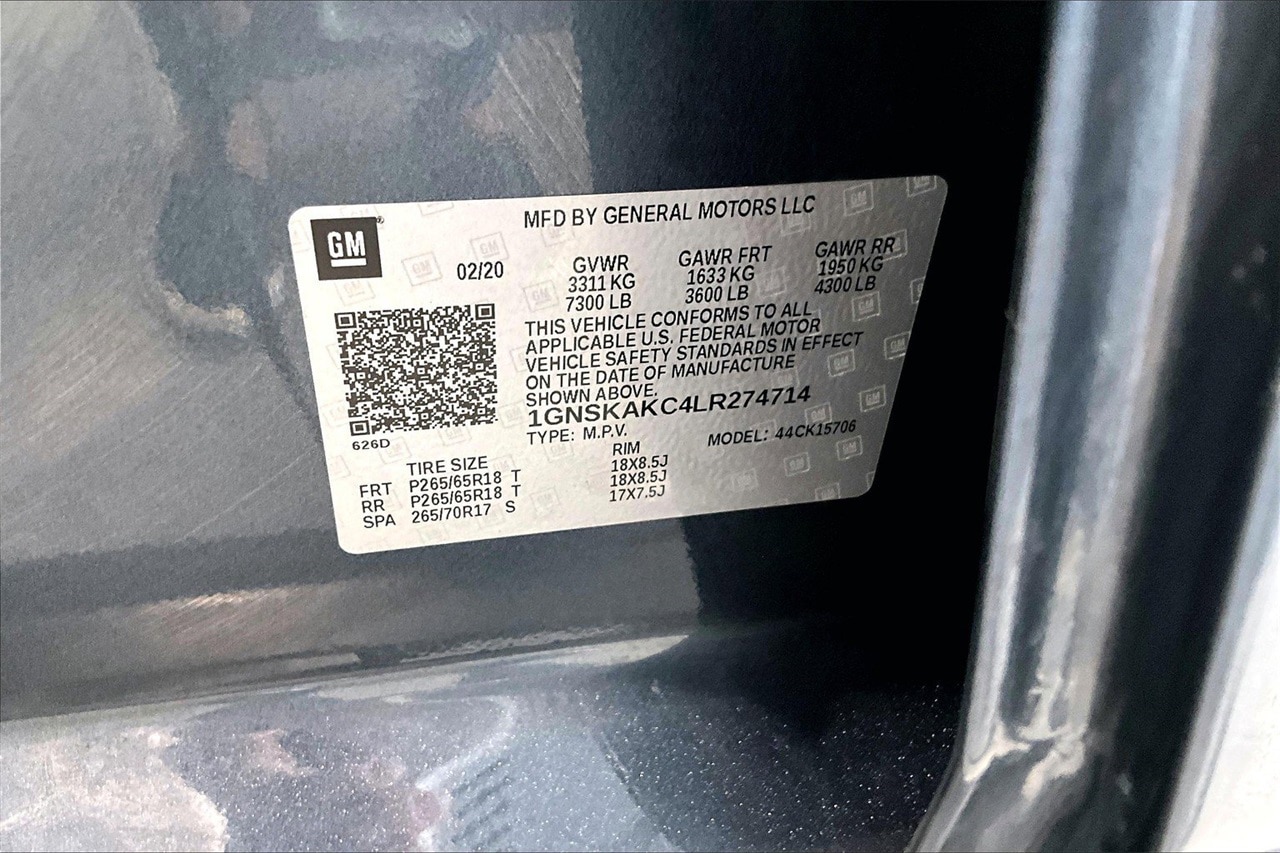 GM®
MFD BY GENERAL MOTORS LLC
02/20
GVWR GAWR FRT GAWR RR
3311 KG 1633 KG 1950 KG
7300 LB 3600 LB 4300 LB
THIS VEHICLE CONFORMS TO ALL
APPLICABLE U.S. FEDERAL MOTOR
VEHICLE SAFETY STANDARDS IN EFFECT
ON THE DATE OF MANUFACTURE
SHOWN ABOVE.
1GNSKAKC4LR274714
TYPE: M.P.V. MODEL: 44CK15706
626D
TIRE SIZE RIM
FRT P265/65R18 T 18X8.5J
RR P265/65R18 T 18X8.5J
SPA 265/70R17 S 17X7.5J